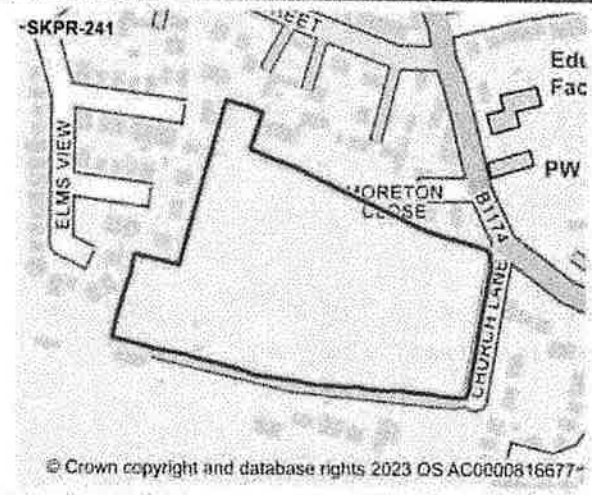 -SKPR-241
REET
Edu
Fac
ELMS VIEW
MORETON
CLOSE
B1174
PW
CHURCH LANE
© Crown copyright and database rights 2023 OS AC0000816677